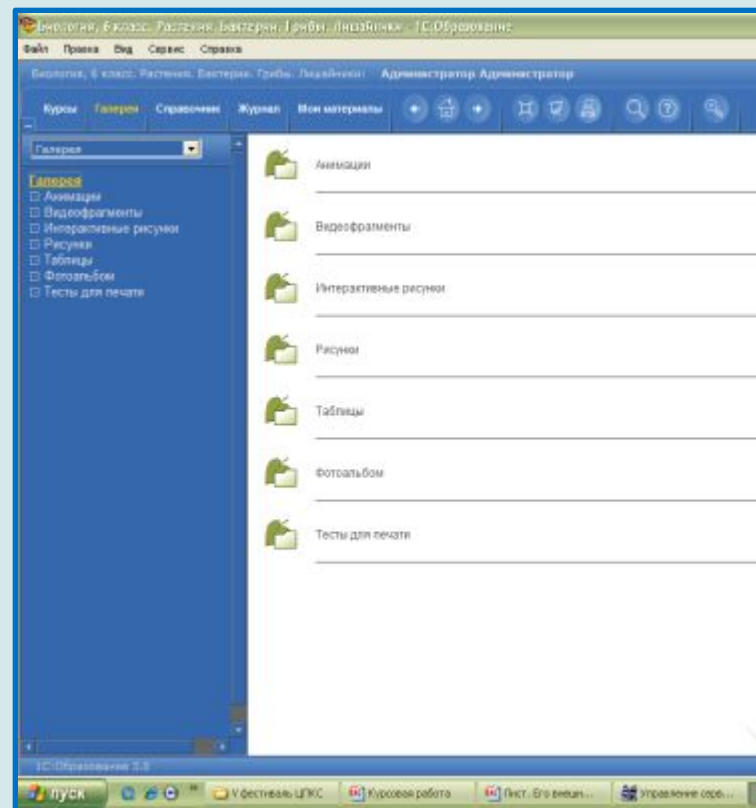 Биология, 6 класс. Растения. Бактерии. Грибы. Лишайники - 1С:Образование
Файл Правка Вид Сервис Справка
Биология, 6 класс. Растения. Бактерии. Грибы. Лишайники: Администратор Администратор
Курсы Галерея Справочник Журнал Мои материалы
Галерея
Галерея
Анимации
Видеофрагменты
Интерактивные рисунки
Рисунки
Таблицы
Фотоальбом
Тесты для печати
Анимации
Видеофрагменты
Интерактивные рисунки
Рисунки
Таблицы
Фотоальбом
Тесты для печати
1С:Образование 3.0
пуск V фестиваль ЦПКС Курсовая работа Лист. Его внешн... Управление серв...